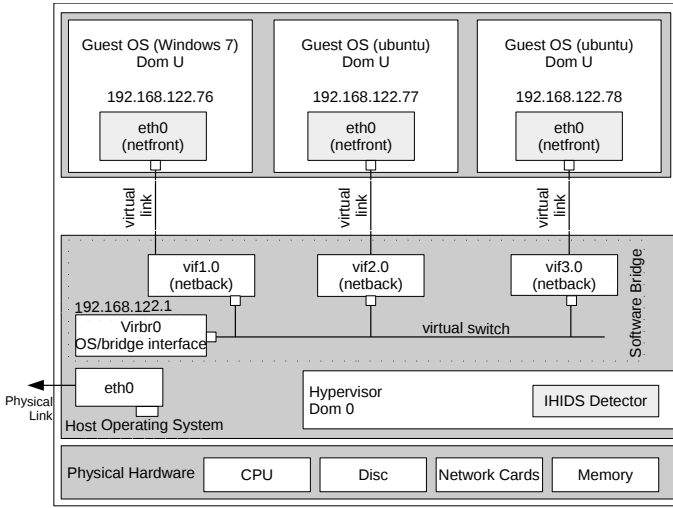 Guest OS (Windows 7)
Dom U
192.168.122.76
eth0
(netfront)
Guest OS (ubuntu)
Dom U
192.168.122.77
eth0
(netfront)
Guest OS (ubuntu)
Dom U
192.168.122.78
eth0
(netfront)
virtual
link
virtual
link
virtual
link
vif1.0
(netback)
vif2.0
(netback)
vif3.0
(netback)
192.168.122.1
Virbr0
OS/bridge interface
virtual switch
Software Bridge
eth0
Physical
Link
Host Operating System
Hypervisor
Dom 0
IHIDS Detector
Physical Hardware
CPU
Disc
Network Cards
Memory